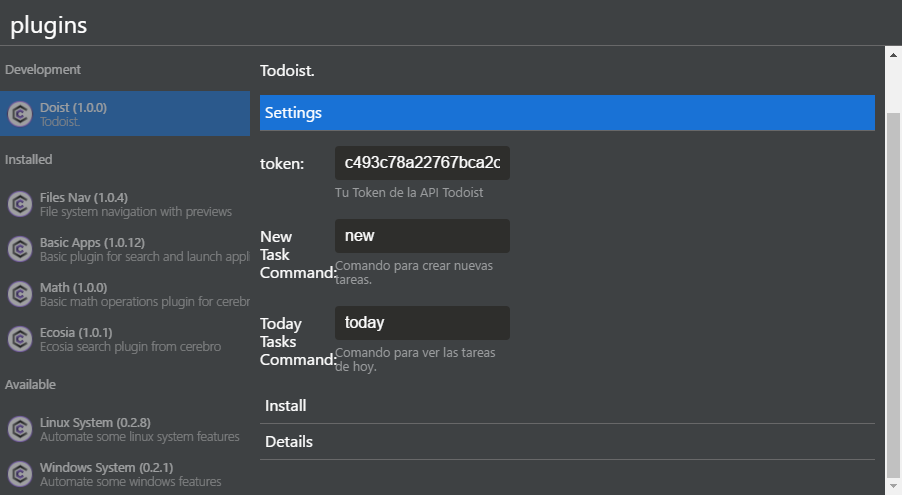 plugins
Development
Doist (1.0.0)
Todoist.
Installed
Files Nav (1.0.4)
File system navigation with previews
Basic Apps (1.0.12)
Basic plugin for search and launch appli
Math (1.0.0)
Basic math operations plugin for cerebr
Ecosia (1.0.1)
Ecosia search plugin from cerebro
Available
Linux System (0.2.8)
Automate some linux system features
Windows System (0.2.1)
Automate some windows features
Todoist.
Settings
token:
c493c78a22767bca2c
Tu Token de la API Todoist
New
Task
Command:
new
Comando para crear nuevas
tareas.
Today
Tasks
Command:
today
Comando para ver las tareas
de hoy.
Install
Details